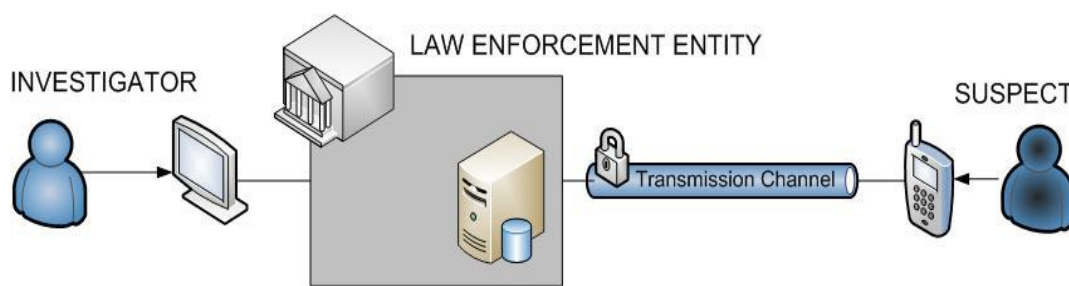 LAW ENFORCEMENT ENTITY
INVESTIGATOR
SUSPECT
Transmission Channel